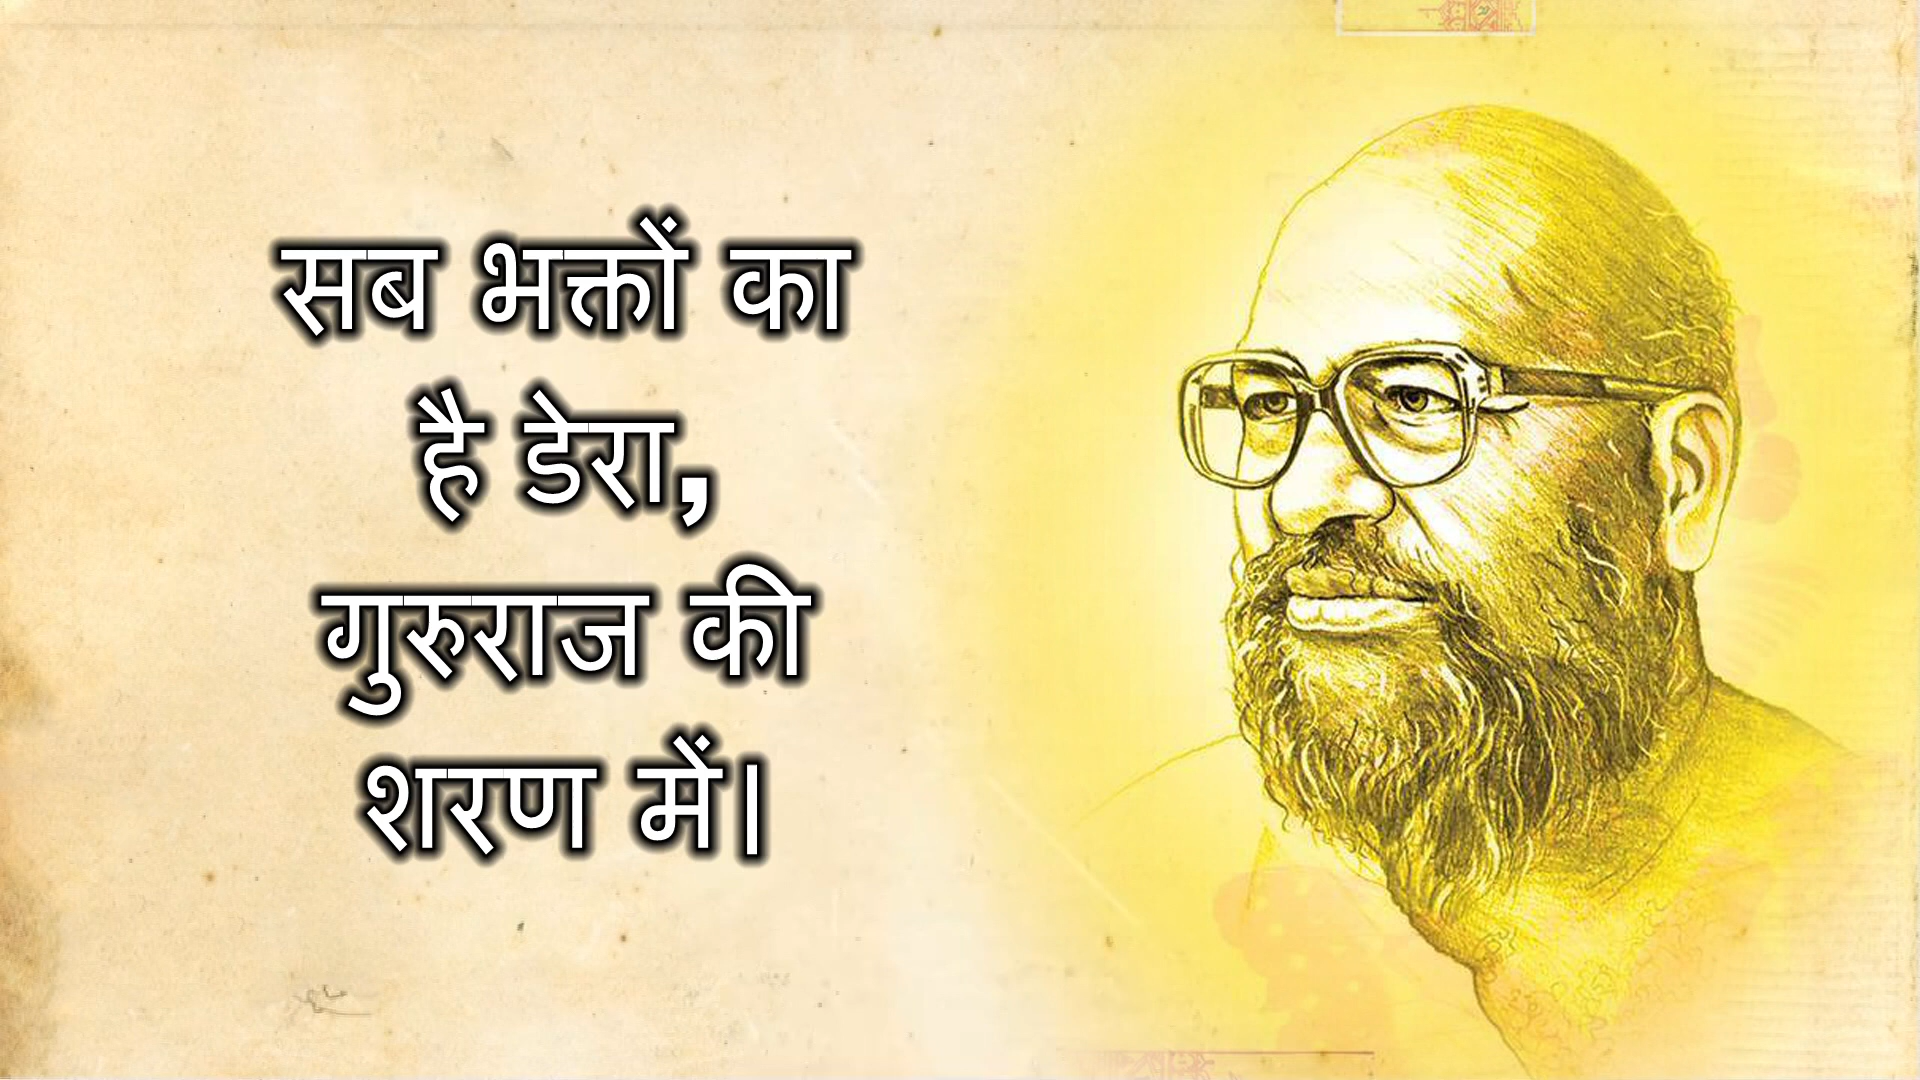 सब भक्तों का
है डेरा,
गुरुराज की
शरण में।